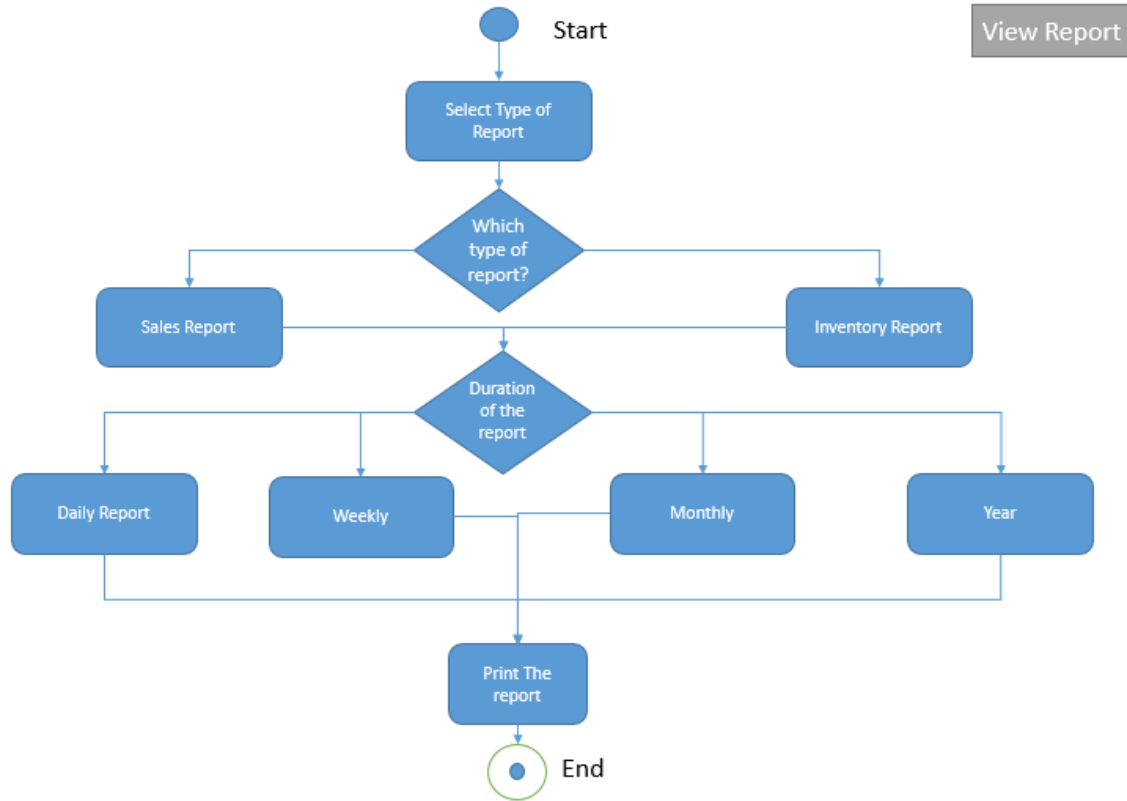 Start
View Report
Select Type of
Report
Which
type of
report?
Sales Report
Inventory Report
Duration
of the
report
Daily Report
Weekly
Monthly
Year
Print The
report
End